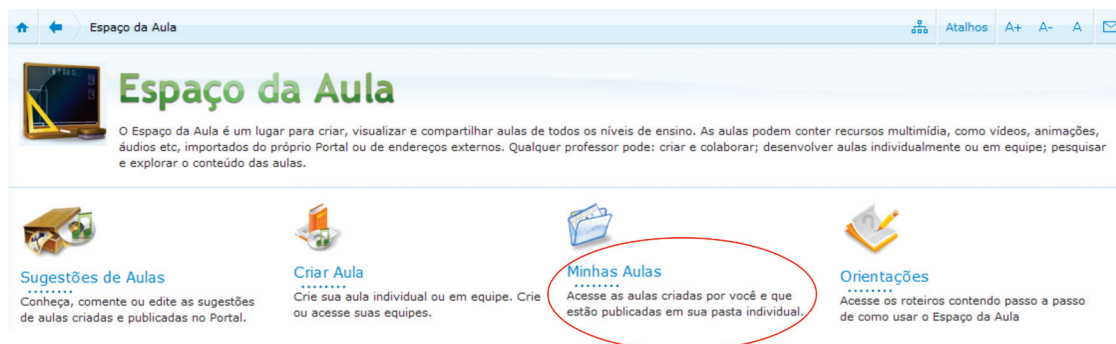 Espaço da Aula
Atalhos A+ A- A
Espaço da Aula
O Espaço da Aula é um lugar para criar, visualizar e compartilhar aulas de todos os níveis de ensino. As aulas podem conter recursos multimídia, como vídeos, animações,
áudios etc, importados do próprio Portal ou de endereços externos. Qualquer professor pode: criar e colaborar; desenvolver aulas individualmente ou em equipe; pesquisar
e explorar o conteúdo das aulas.
Sugestões de Aulas
Conheça, comente ou edite as sugestões
de aulas criadas e publicadas no Portal.
Criar Aula
Crie sua aula individual ou em equipe. Crie
ou acesse suas equipes.
Minhas Aulas
Acesse as aulas criadas por você e que
estão publicadas em sua pasta individual.
Orientações
Acesse os roteiros contendo passo a passo
de como usar o Espaço da Aula